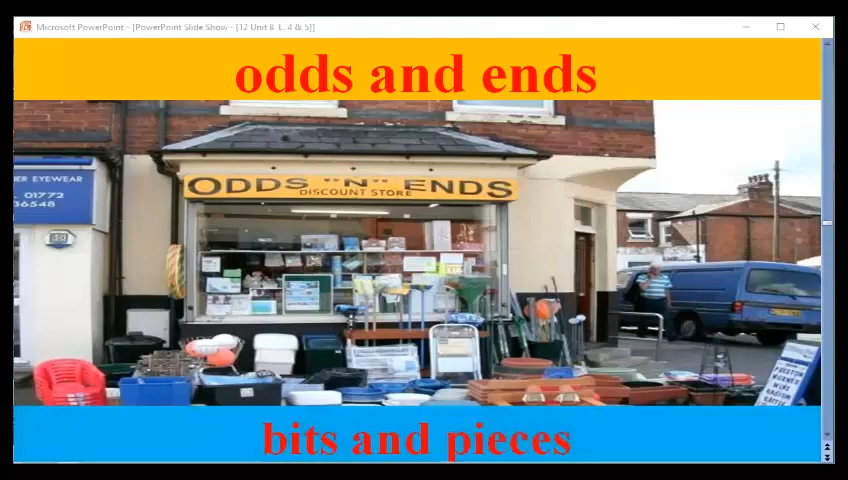 Microsoft PowerPoint - [PowerPoint Slide Show - [12 Unit 8 L. 4 & 5]]
odds and ends
ODDS "N" ENDS
DISCOUNT STORE
ER EYEWEAR
01772
36548
bits and pieces